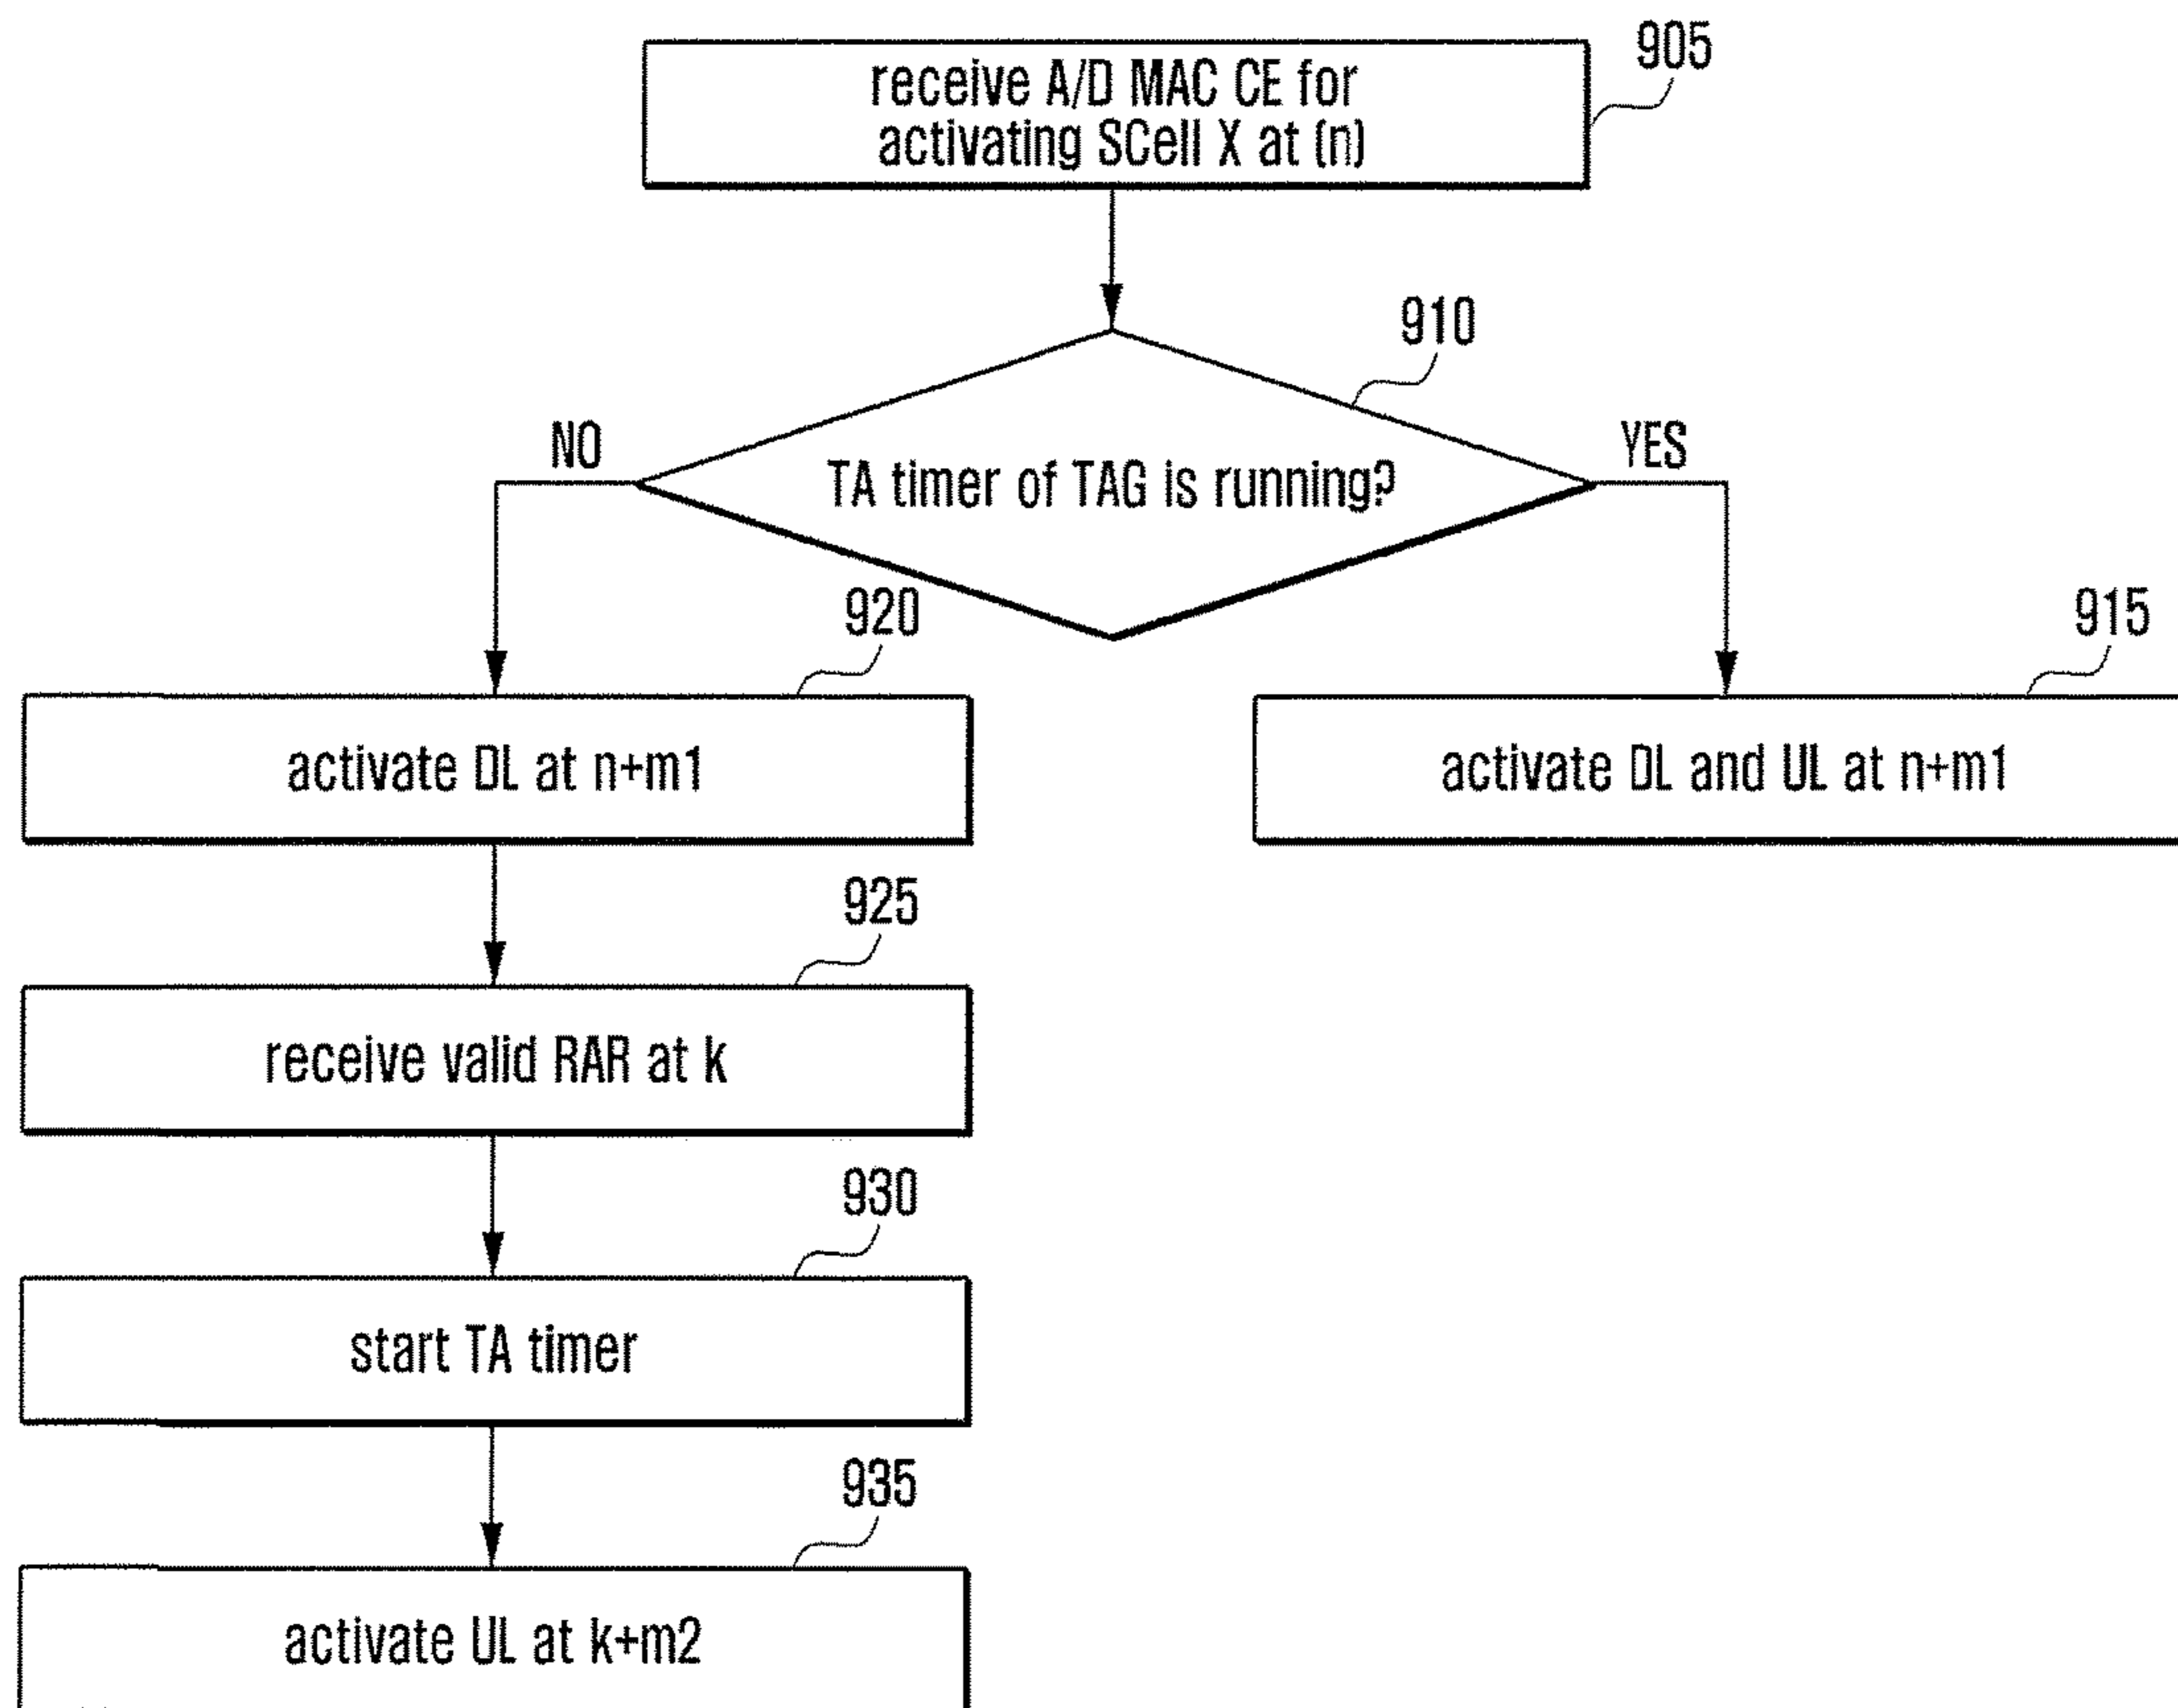 905
receive A/D MAC CE for
activating SCell X at (n)
910
NO
YES
TA timer of TAG is running?
920
915
activate DL at n+m1
activate DL and UL at n+m1
925
receive valid RAR at k
930
start TA timer
935
activate UL at k+m2